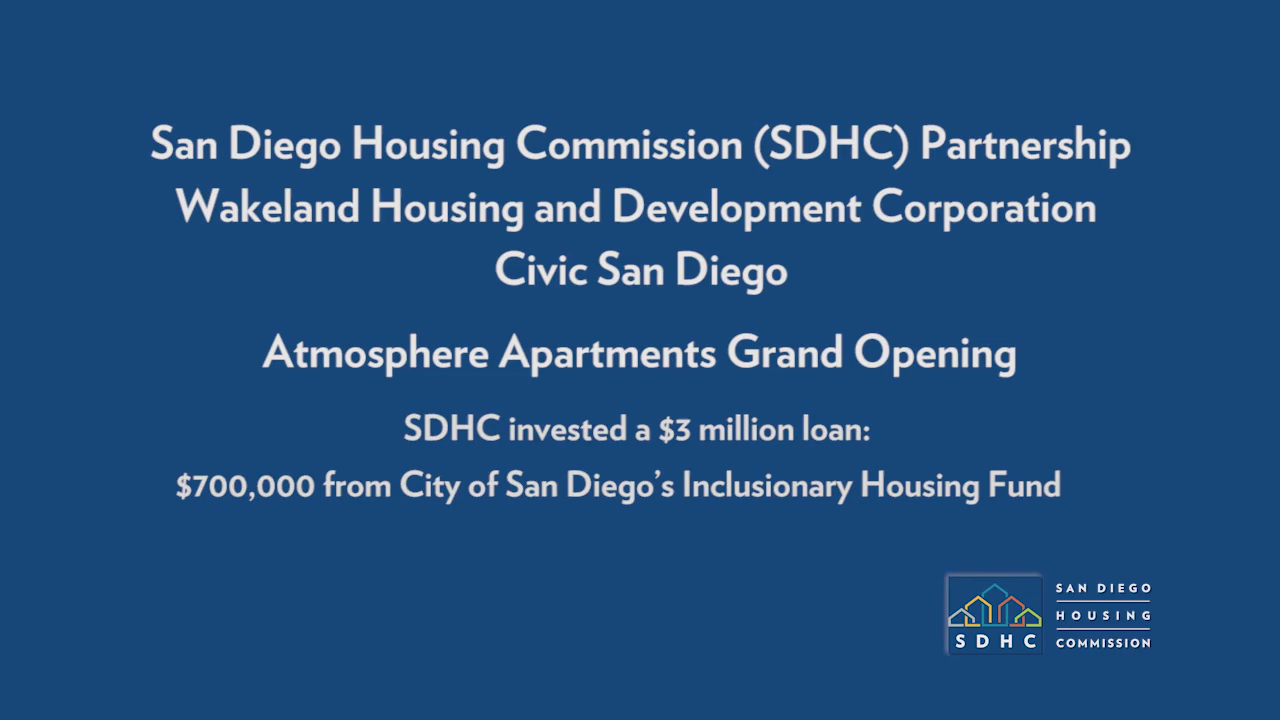 San Diego Housing Commission (SDHC) Partnership
Wakeland Housing and Development Corporation
Civic San Diego
Atmosphere Apartments Grand Opening
SDHC invested a $3 million loan:
$700,000 from City of San Diego's Inclusionary Housing Fund
SDHC
SAN DIEGO
HOUSING
COMMISSION